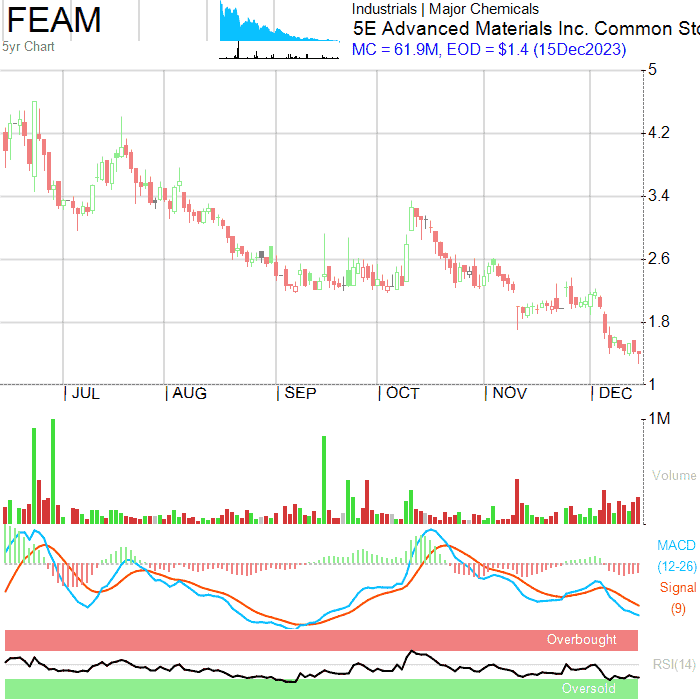 FEAM
5yr Chart
Industrials | Major Chemicals
5E Advanced Materials Inc. Common Sto
MC = 61.9M, EOD = $1.4 (15Dec2023)
5
4.2
3.4
2.6
1.8
1
| JUL | AUG | SEP | OCT | NOV | DEC
1M
Volume
MACD
(12-26)
Signal
(9)
Overbought
RSI(14)
Oversold